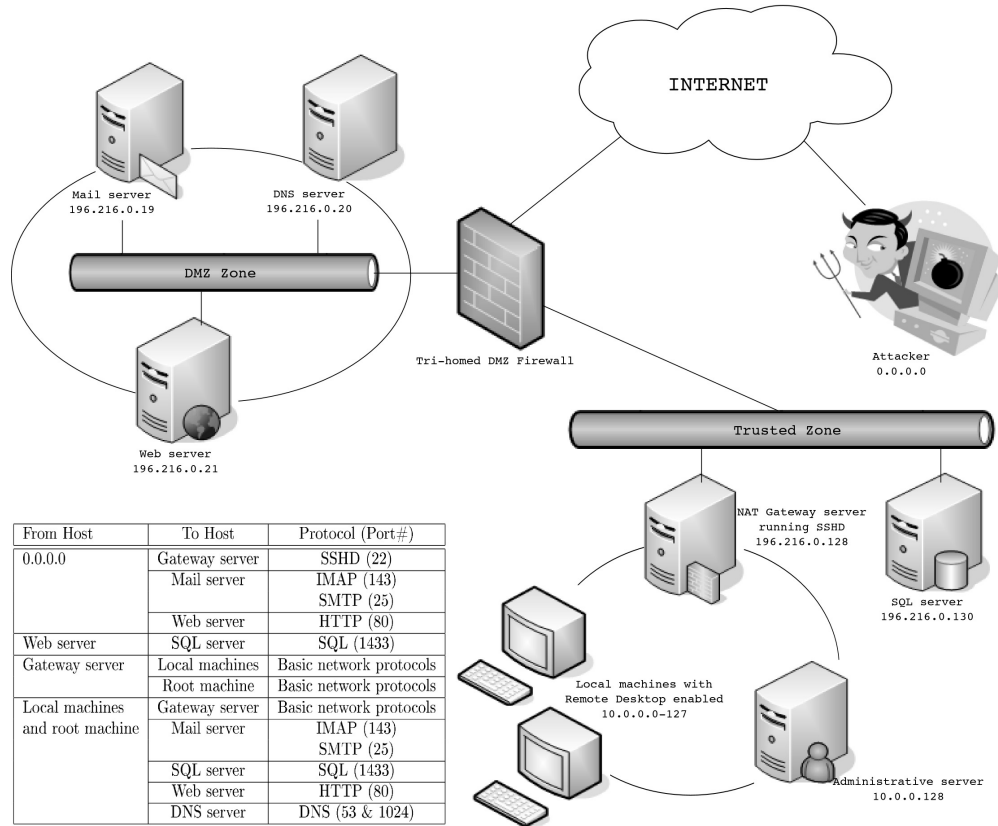 INTERNET
Mail server
196.216.0.19
DNS server
196.216.0.20
DMZ Zone
Tri-homed DMZ Firewall
Attacker
0.0.0.0
Web server
196.216.0.21
Trusted Zone
NAT Gateway server
running SSHD
196.216.0.128
SQL server
196.216.0.130
Local machines with
Remote Desktop enabled
10.0.0.0-127
Administrative server
10.0.0.128
From Host To Host Protocol (Port#)
0.0.0.0 Gateway server SSHD (22)
Mail server IMAP (143)
SMTP (25)
Web server HTTP (80)
Web server SQL server SQL (1433)
Gateway server Local machines Basic network protocols
Root machine Basic network protocols
Local machines Gateway server Basic network protocols
and root machine Mail server IMAP (143)
SMTP (25)
SQL server SQL (1433)
Web server HTTP (80)
DNS server DNS (53 & 1024)